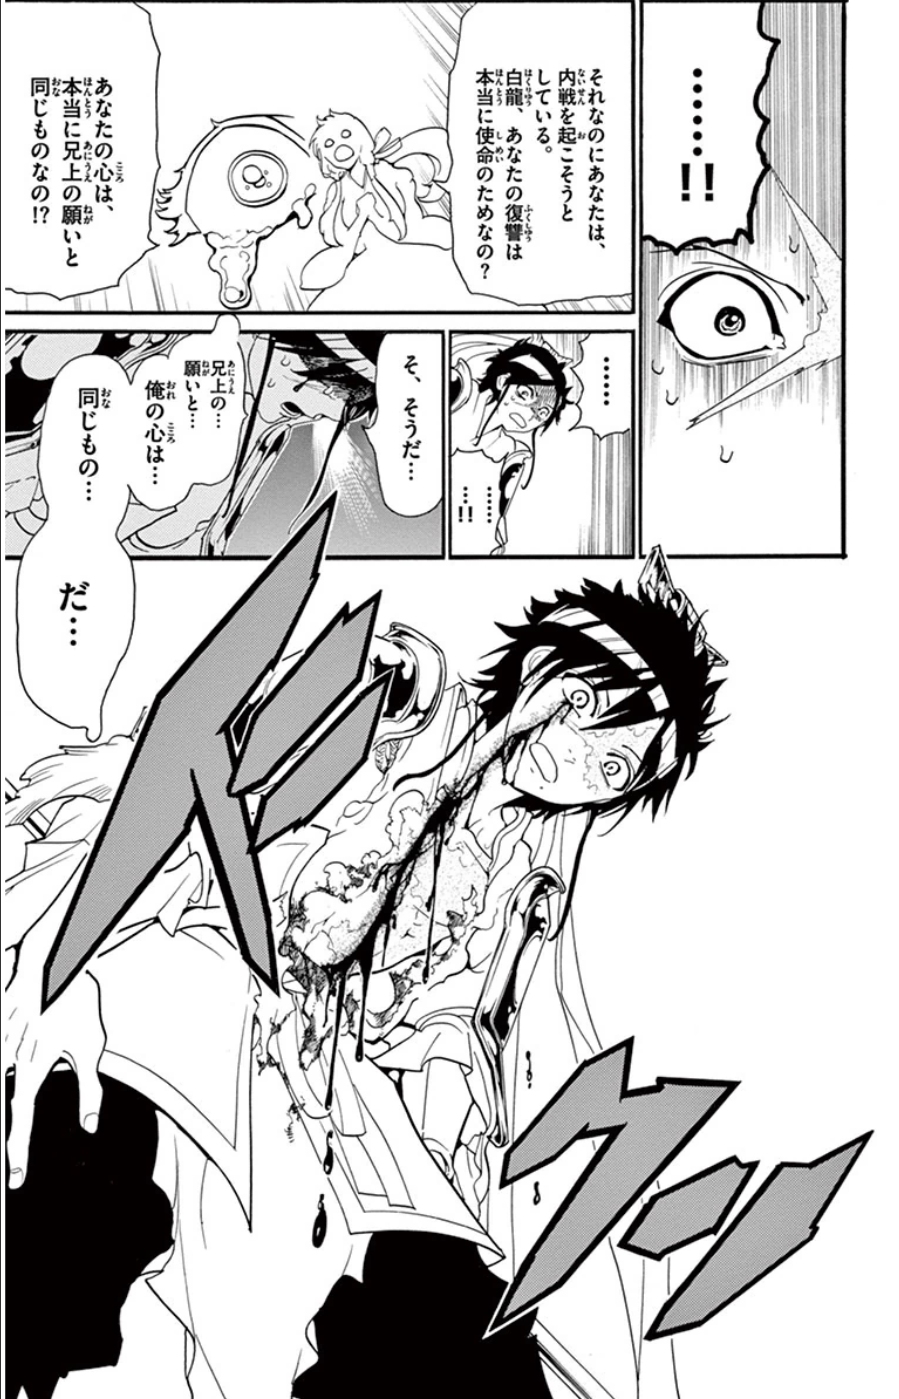 ……!!
それなのにあなたは、
内戦を起こそうと
している。
白龍、あなたの復讐は
本当に使命のためなの？
あなたの心は、
本当に兄上の願いと
同じものなの!?
……
……!!
そ、そうだ…
兄上の…
願いと…
俺の心は…
同じもの…
だ…
ドクンッ